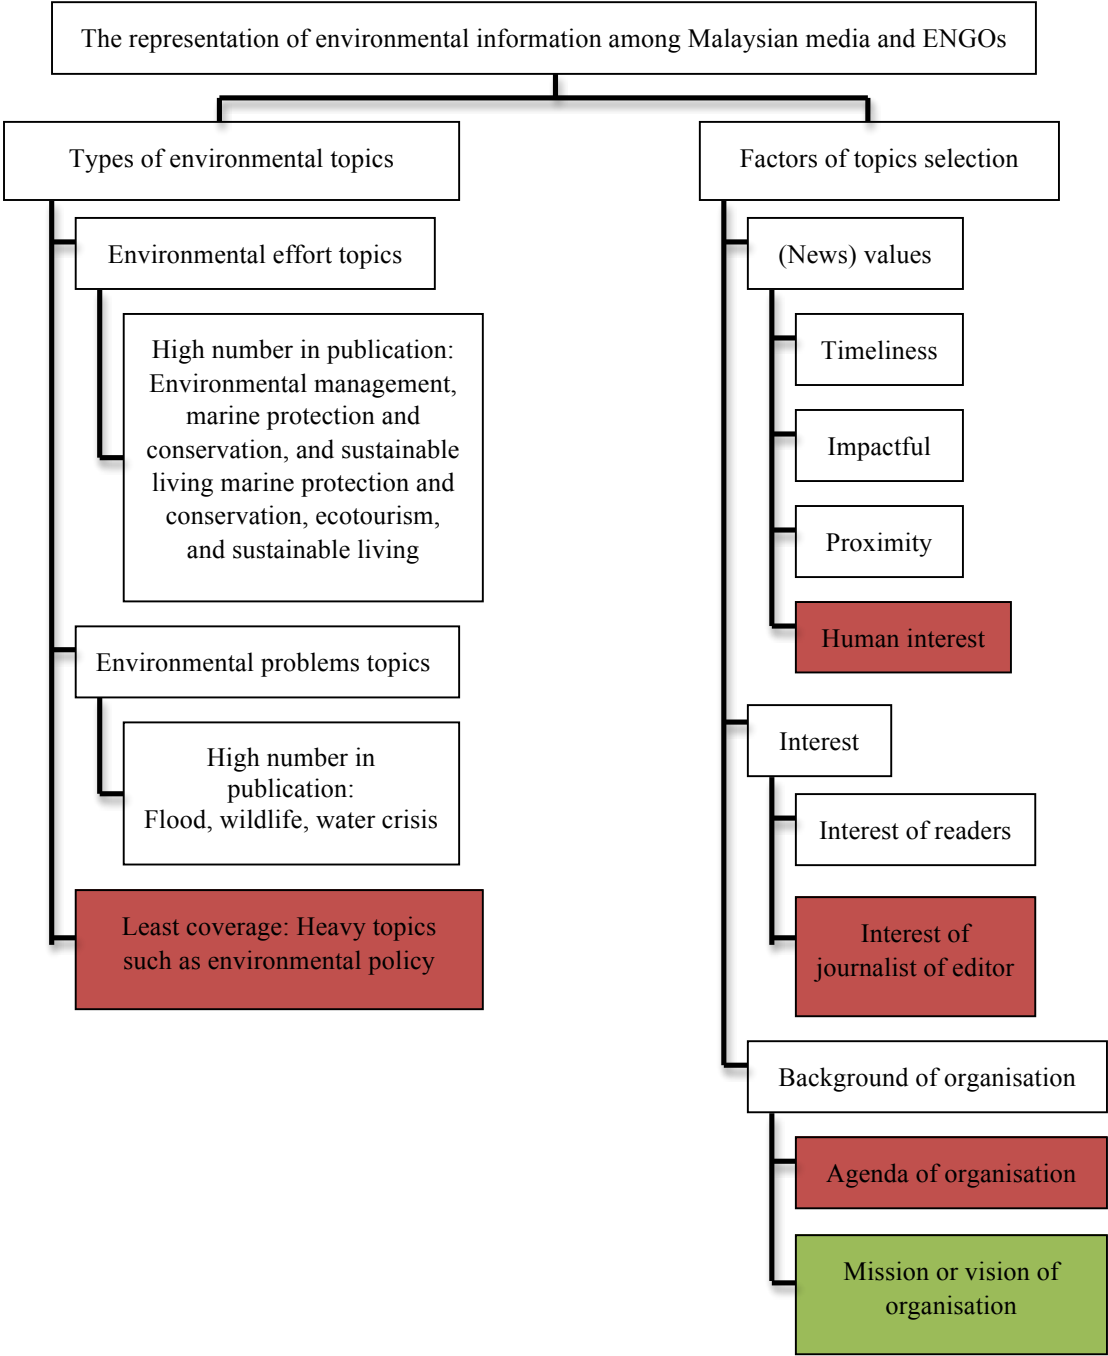 The representation of environmental information among Malaysian media and ENGOs
Types of environmental topics
Environmental effort topics
High number in publication:
Environmental management,
marine protection and
conservation, and sustainable
living marine protection and
conservation, ecotourism,
and sustainable living
Environmental problems topics
High number in
publication:
Flood, wildlife, water crisis
Least coverage: Heavy topics
such as environmental policy
Factors of topics selection
(News) values
Timeliness
Impactful
Proximity
Human interest
Interest
Interest of readers
Interest of
journalist of editor
Background of organisation
Agenda of organisation
Mission or vision of
organisation